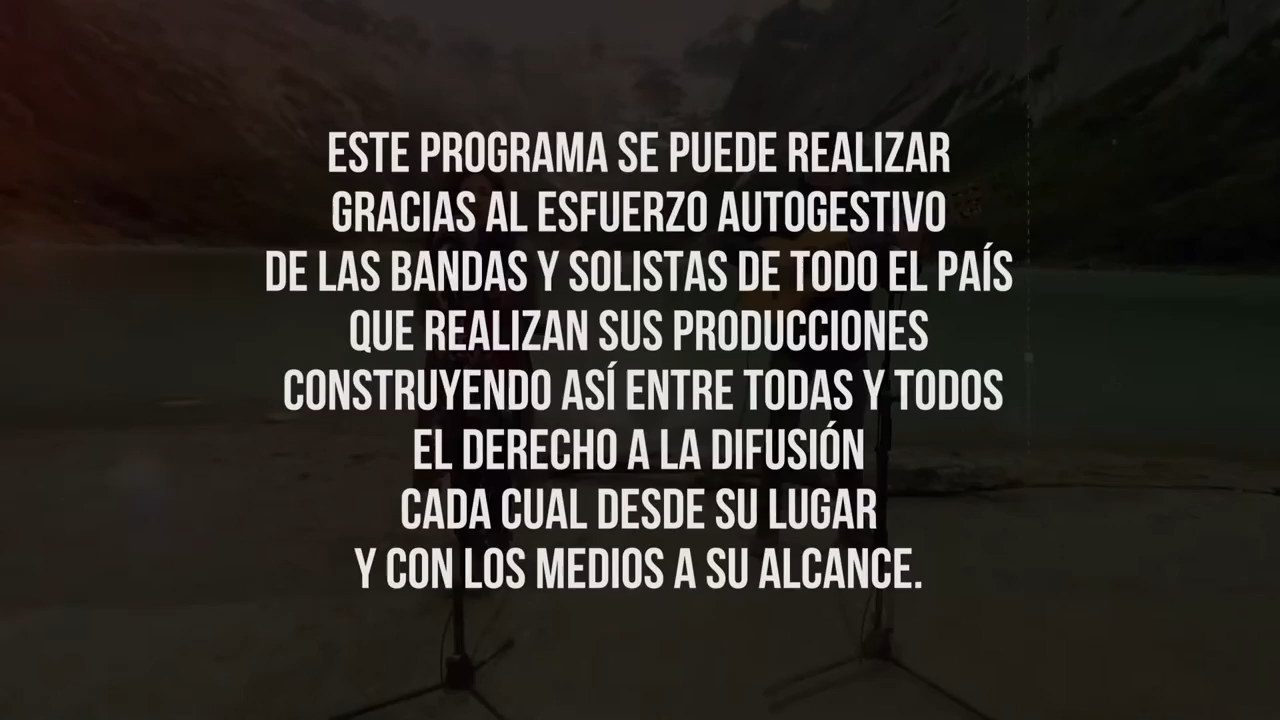 ESTE PROGRAMA SE PUEDE REALIZAR
GRACIAS AL ESFUERZO AUTOGESTIVO
DE LAS BANDAS Y SOLISTAS DE TODO EL PAÍS
QUE REALIZAN SUS PRODUCCIONES
CONSTRUYENDO ASÍ ENTRE TODAS Y TODOS
EL DERECHO A LA DIFUSIÓN
CADA CUAL DESDE SU LUGAR
Y CON LOS MEDIOS A SU ALCANCE.